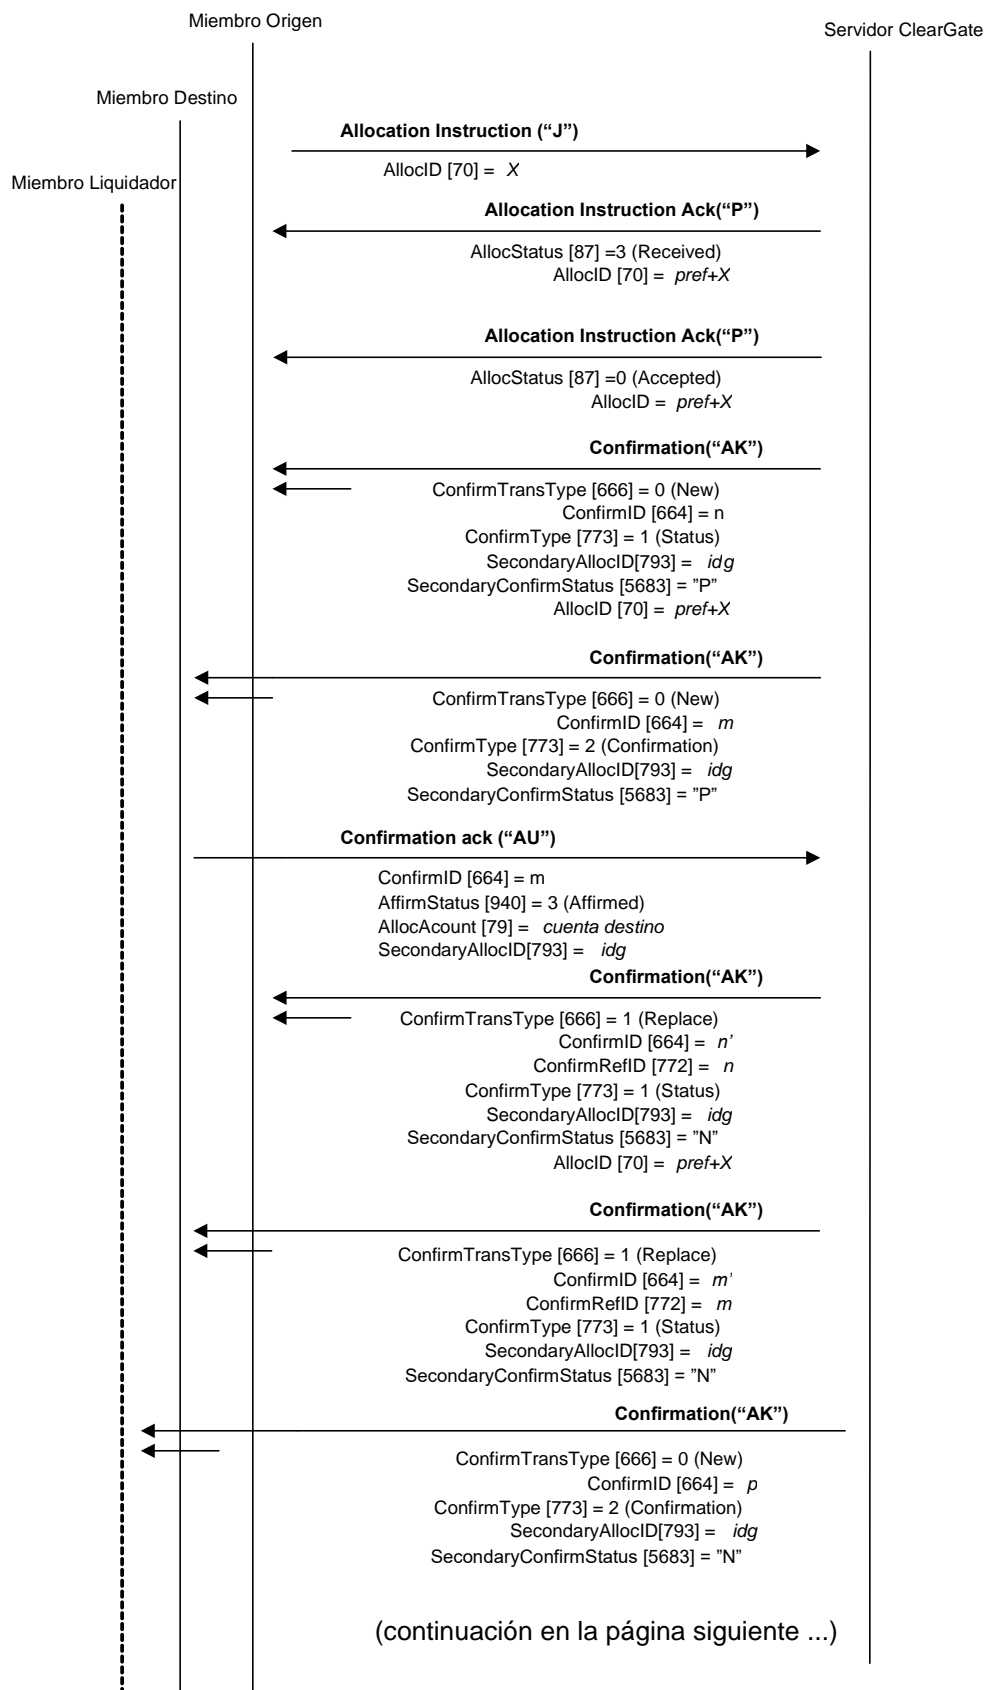 Miembro Origen
Servidor ClearGate
Miembro Destino
Miembro Liquidador
Allocation Instruction (“J”)
AllocID [70] = X
Allocation Instruction Ack(“P”)
AllocStatus [87] =3 (Received)
AllocID [70] = pref+X
Allocation Instruction Ack(“P”)
AllocStatus [87] =0 (Accepted)
AllocID = pref+X
Confirmation(“AK”)
ConfirmTransType [666] = 0 (New)
ConfirmID [664] = n
ConfirmType [773] = 1 (Status)
SecondaryAllocID[793] = idg
SecondaryConfirmStatus [5683] = ”P”
AllocID [70] = pref+X
Confirmation(“AK”)
ConfirmTransType [666] = 0 (New)
ConfirmID [664] = m
ConfirmType [773] = 2 (Confirmation)
SecondaryAllocID[793] = idg
SecondaryConfirmStatus [5683] = ”P”
Confirmation ack (“AU”)
ConfirmID [664] = m
AffirmStatus [940] = 3 (Affirmed)
AllocAcount [79] = cuenta destino
SecondaryAllocID[793] = idg
Confirmation(“AK”)
ConfirmTransType [666] = 1 (Replace)
ConfirmID [664] = n’
ConfirmRefID [772] = n
ConfirmType [773] = 1 (Status)
SecondaryAllocID[793] = idg
SecondaryConfirmStatus [5683] = ”N”
AllocID [70] = pref+X
Confirmation(“AK”)
ConfirmTransType [666] = 1 (Replace)
ConfirmID [664] = m’
ConfirmRefID [772] = m
ConfirmType [773] = 1 (Status)
SecondaryAllocID[793] = idg
SecondaryConfirmStatus [5683] = ”N”
Confirmation(“AK”)
ConfirmTransType [666] = 0 (New)
ConfirmID [664] = p
ConfirmType [773] = 2 (Confirmation)
SecondaryAllocID[793] = idg
SecondaryConfirmStatus [5683] = ”N”
(continuación en la página siguiente ...)